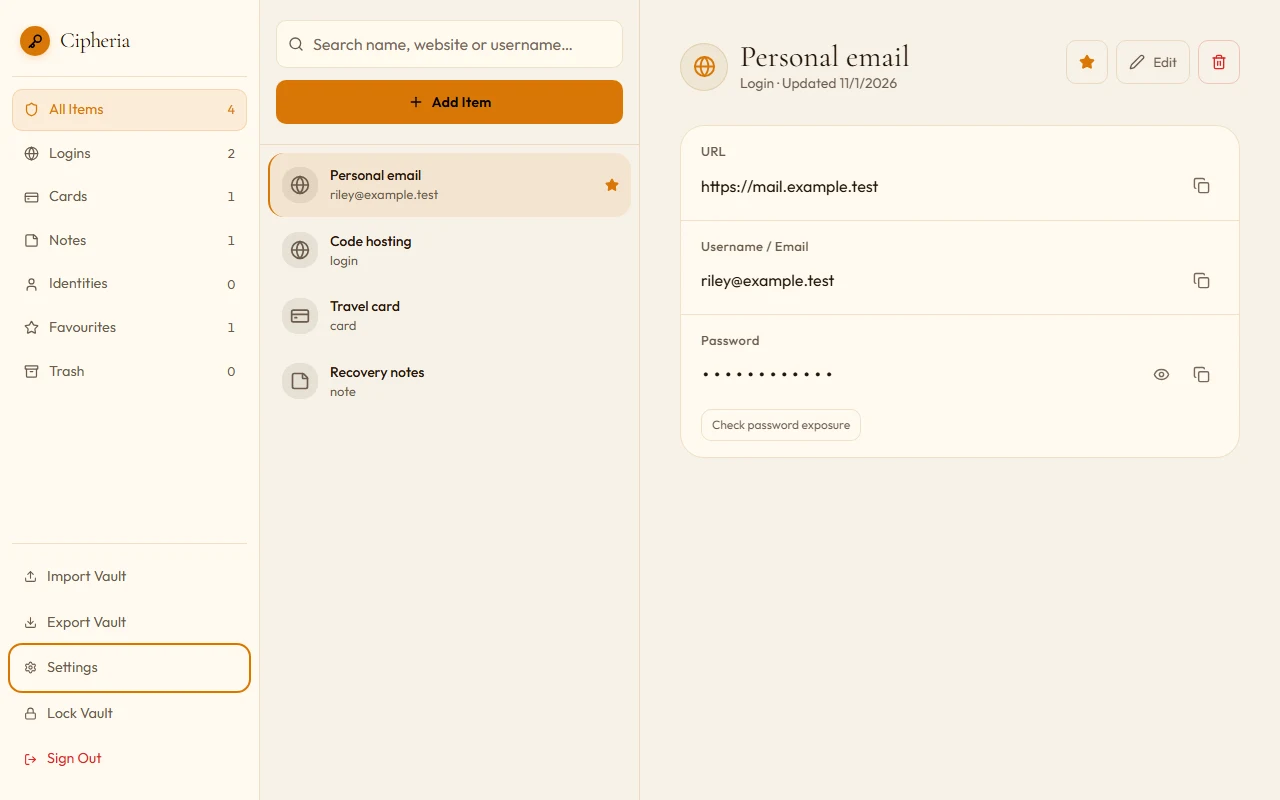 Cipheria
All Items 4
Logins 2
Cards 1
Notes 1
Identities 0
Favourites 1
Trash 0
Import Vault
Export Vault
Settings
Lock Vault
Sign Out
Search name, website or username...
Add Item
Personal email
riley@example.test
Code hosting
login
Travel card
card
Recovery notes
note
Personal email
Login · Updated 11/1/2026
Edit
URL
https://mail.example.test
Username / Email
riley@example.test
Password
••••••••••••
Check password exposure